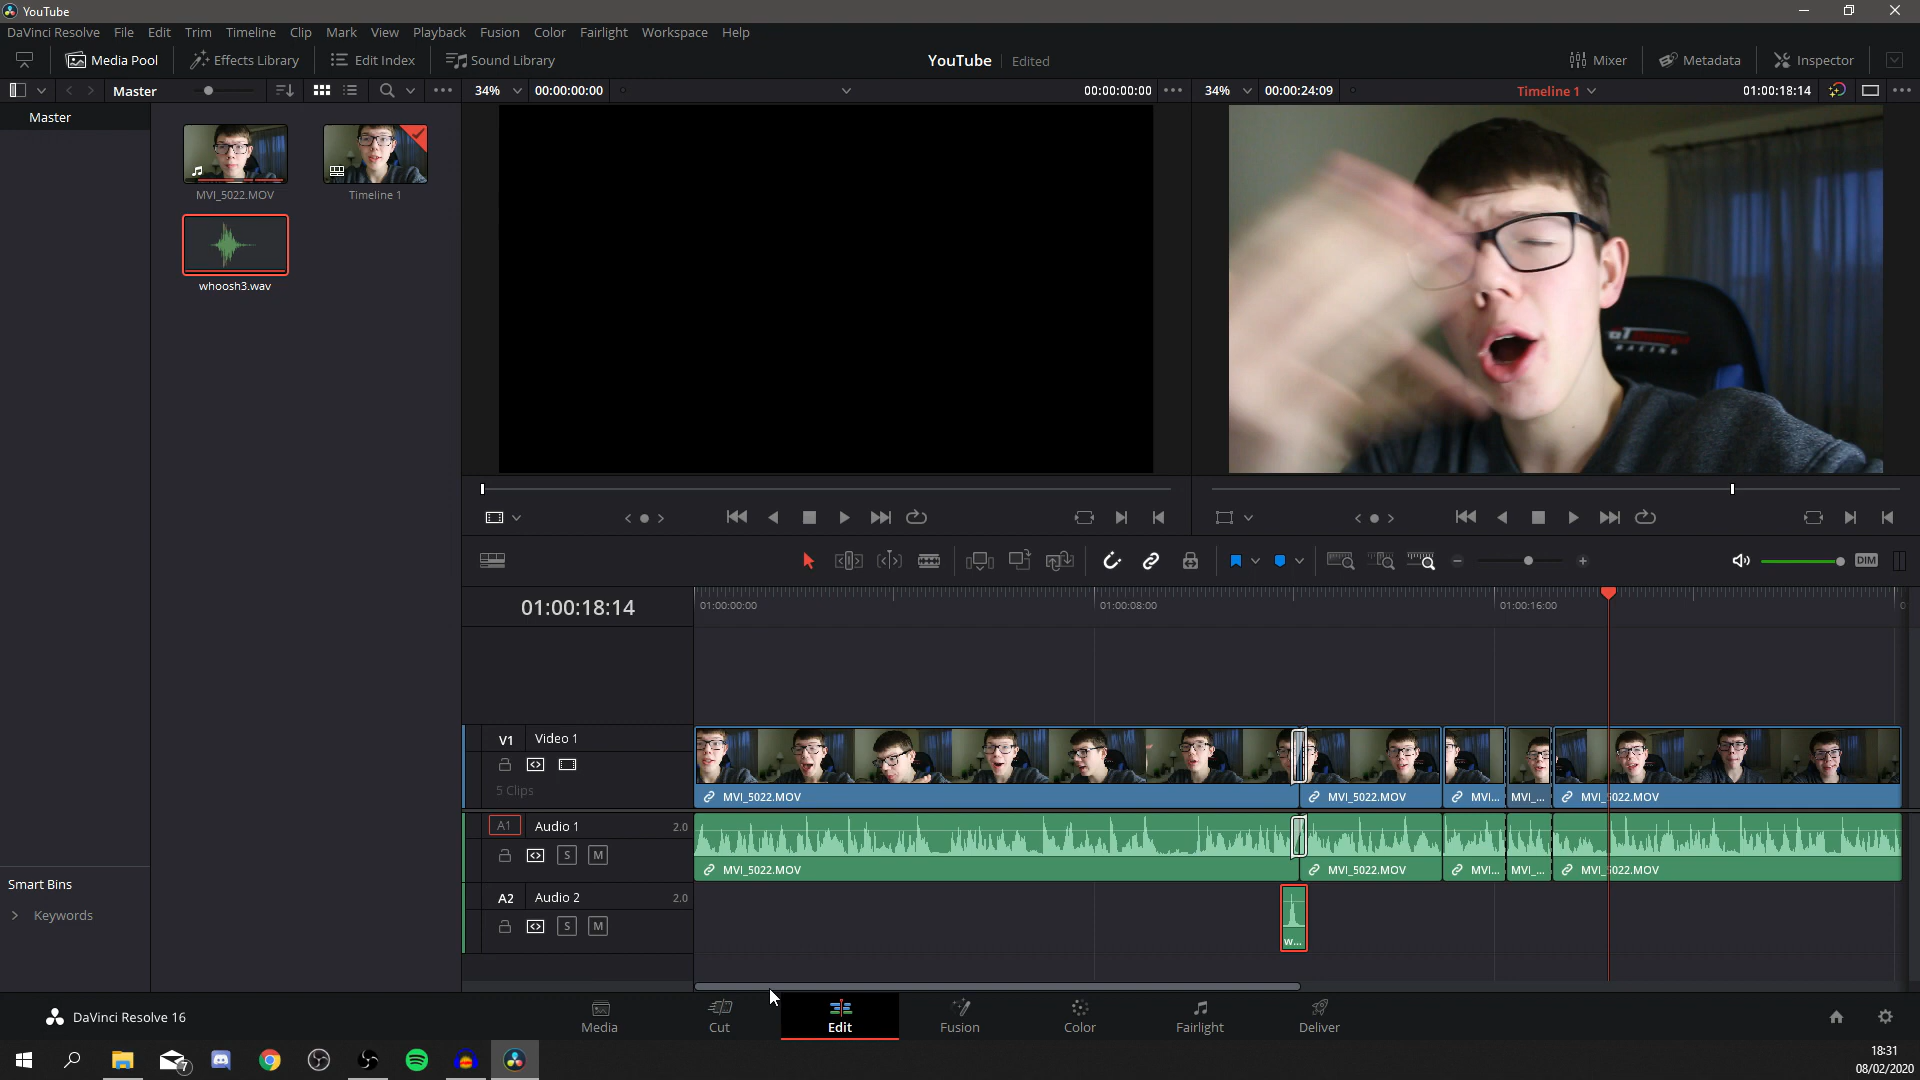 YouTube
DaVinci Resolve File Edit Trim Timeline Clip Mark View Playback Fusion Color Fairlight Workspace Help
Media Pool Effects Library Edit Index Sound Library YouTube Edited Mixer Metadata Inspector
Master 34% 00:00:00:00 00:00:00:00 34% 00:00:24:09 Timeline 1 01:00:18:14
Master
MVI_5022.MOV Timeline 1
whoosh3.wav
RACING
DIM
01:00:18:14 01:00:00:00 01:00:08:00 01:00:16:00
V1 Video 1
5 Clips
MVI_5022.MOV MVI_5022.MOV MVI... MVI_... MVI_5022.MOV
A1 Audio 1 2.0
S M
MVI_5022.MOV MVI_5022.MOV MVI... MVI_... MVI_5022.MOV
A2 Audio 2 2.0
S M
w...
Smart Bins
Keywords
DaVinci Resolve 16 Media Cut Edit Fusion Color Fairlight Deliver
7
18:31
08/02/2020